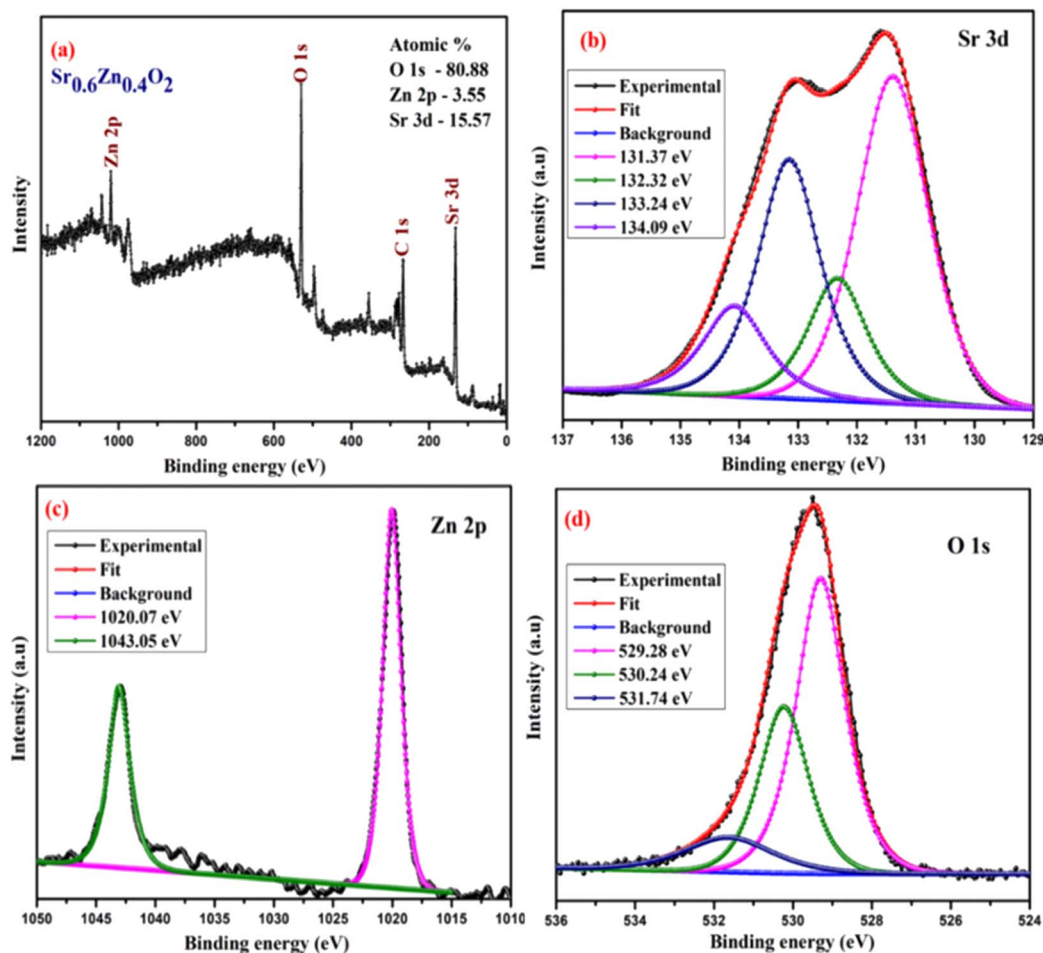 (a)
Sr0.6Zn0.4O2
Atomic %
O 1s - 80.88
Zn 2p - 3.55
Sr 3d - 15.57
Zn 2p
O 1s
C 1s
Sr 3d
Intensity
1200 1000 800 600 400 200 0
Binding energy (eV)
(b)
Sr 3d
Experimental
Fit
Background
131.37 eV
132.32 eV
133.24 eV
134.09 eV
Intensity (a.u)
137 136 135 134 133 132 131 130 129
Binding energy (eV)
(c)
Zn 2p
Experimental
Fit
Background
1020.07 eV
1043.05 eV
Intensity (a.u)
1050 1045 1040 1035 1030 1025 1020 1015 1010
Binding energy (eV)
(d)
O 1s
Experimental
Fit
Background
529.28 eV
530.24 eV
531.74 eV
Intensity (a.u)
536 534 532 530 528 526 524
Binding energy (eV)